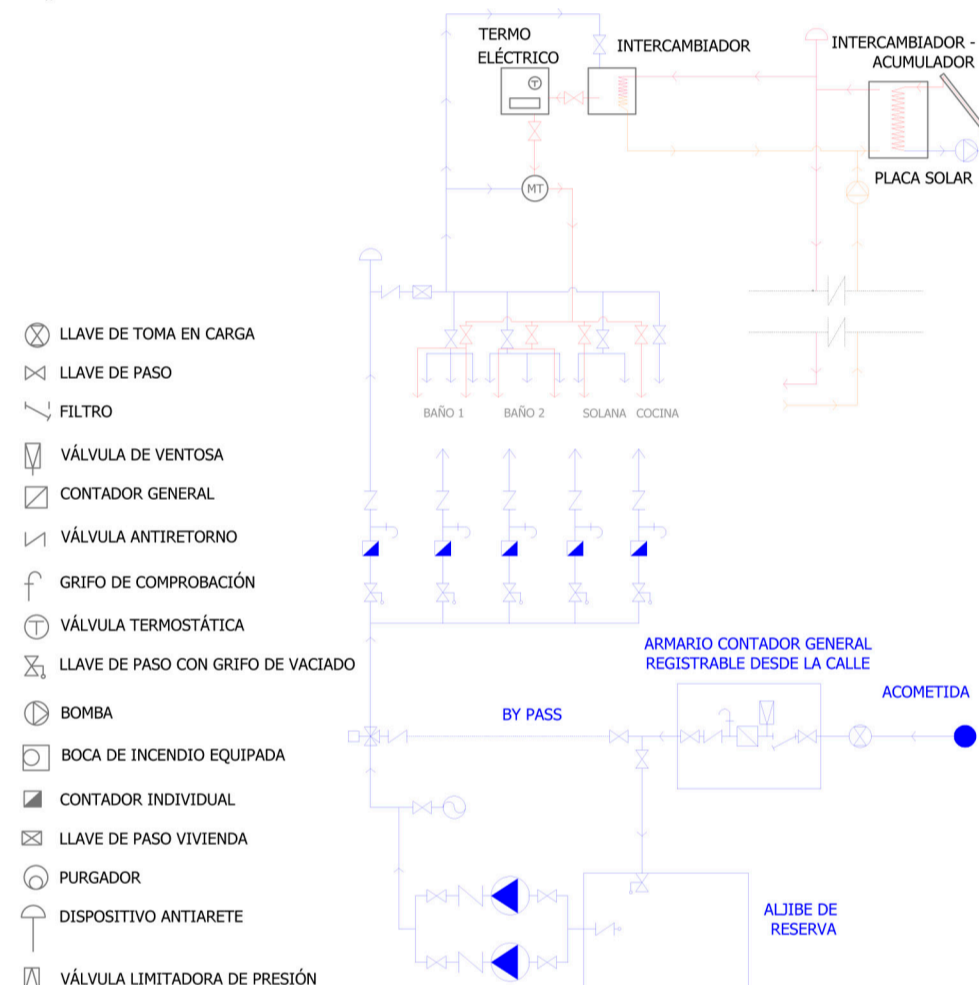 TERMO
ELÉCTRICO
INTERCAMBIADOR
INTERCAMBIADOR -
ACUMULADOR
T
PLACA SOLAR
MT
LLAVE DE TOMA EN CARGA
LLAVE DE PASO
FILTRO
BAÑO 1
BAÑO 2
SOLANA
COCINA
VÁLVULA DE VENTOSA
CONTADOR GENERAL
VÁLVULA ANTIRETORNO
GRIFO DE COMPROBACIÓN
T
VÁLVULA TERMOSTÁTICA
LLAVE DE PASO CON GRIFO DE VACIADO
ARMARIO CONTADOR GENERAL
REGISTRABLE DESDE LA CALLE
ACOMETIDA
BY PASS
BOMBA
BOCA DE INCENDIO EQUIPADA
CONTADOR INDIVIDUAL
LLAVE DE PASO VIVIENDA
PURGADOR
DISPOSITIVO ANTIARETE
ALJIBE DE
RESERVA
VÁLVULA LIMITADORA DE PRESIÓN